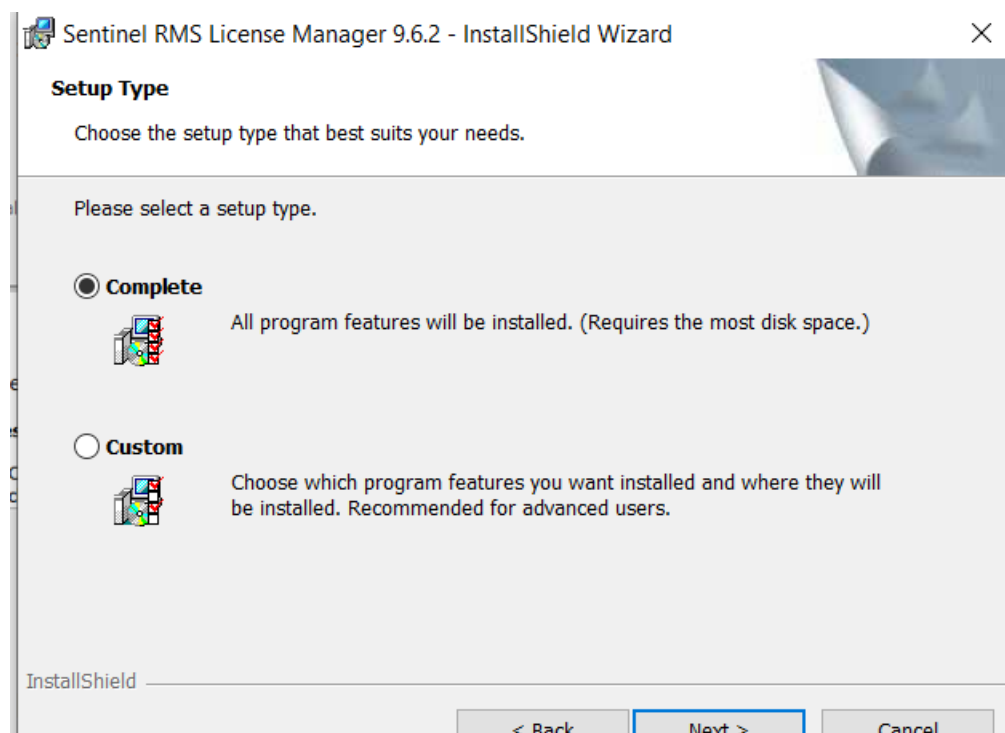 Sentinel RMS License Manager 9.6.2 - InstallShield Wizard
Setup Type
Choose the setup type that best suits your needs.
Please select a setup type.
Complete
All program features will be installed. (Requires the most disk space.)
Custom
Choose which program features you want installed and where they will
be installed. Recommended for advanced users.
InstallShield
< Back
Next >
Cancel